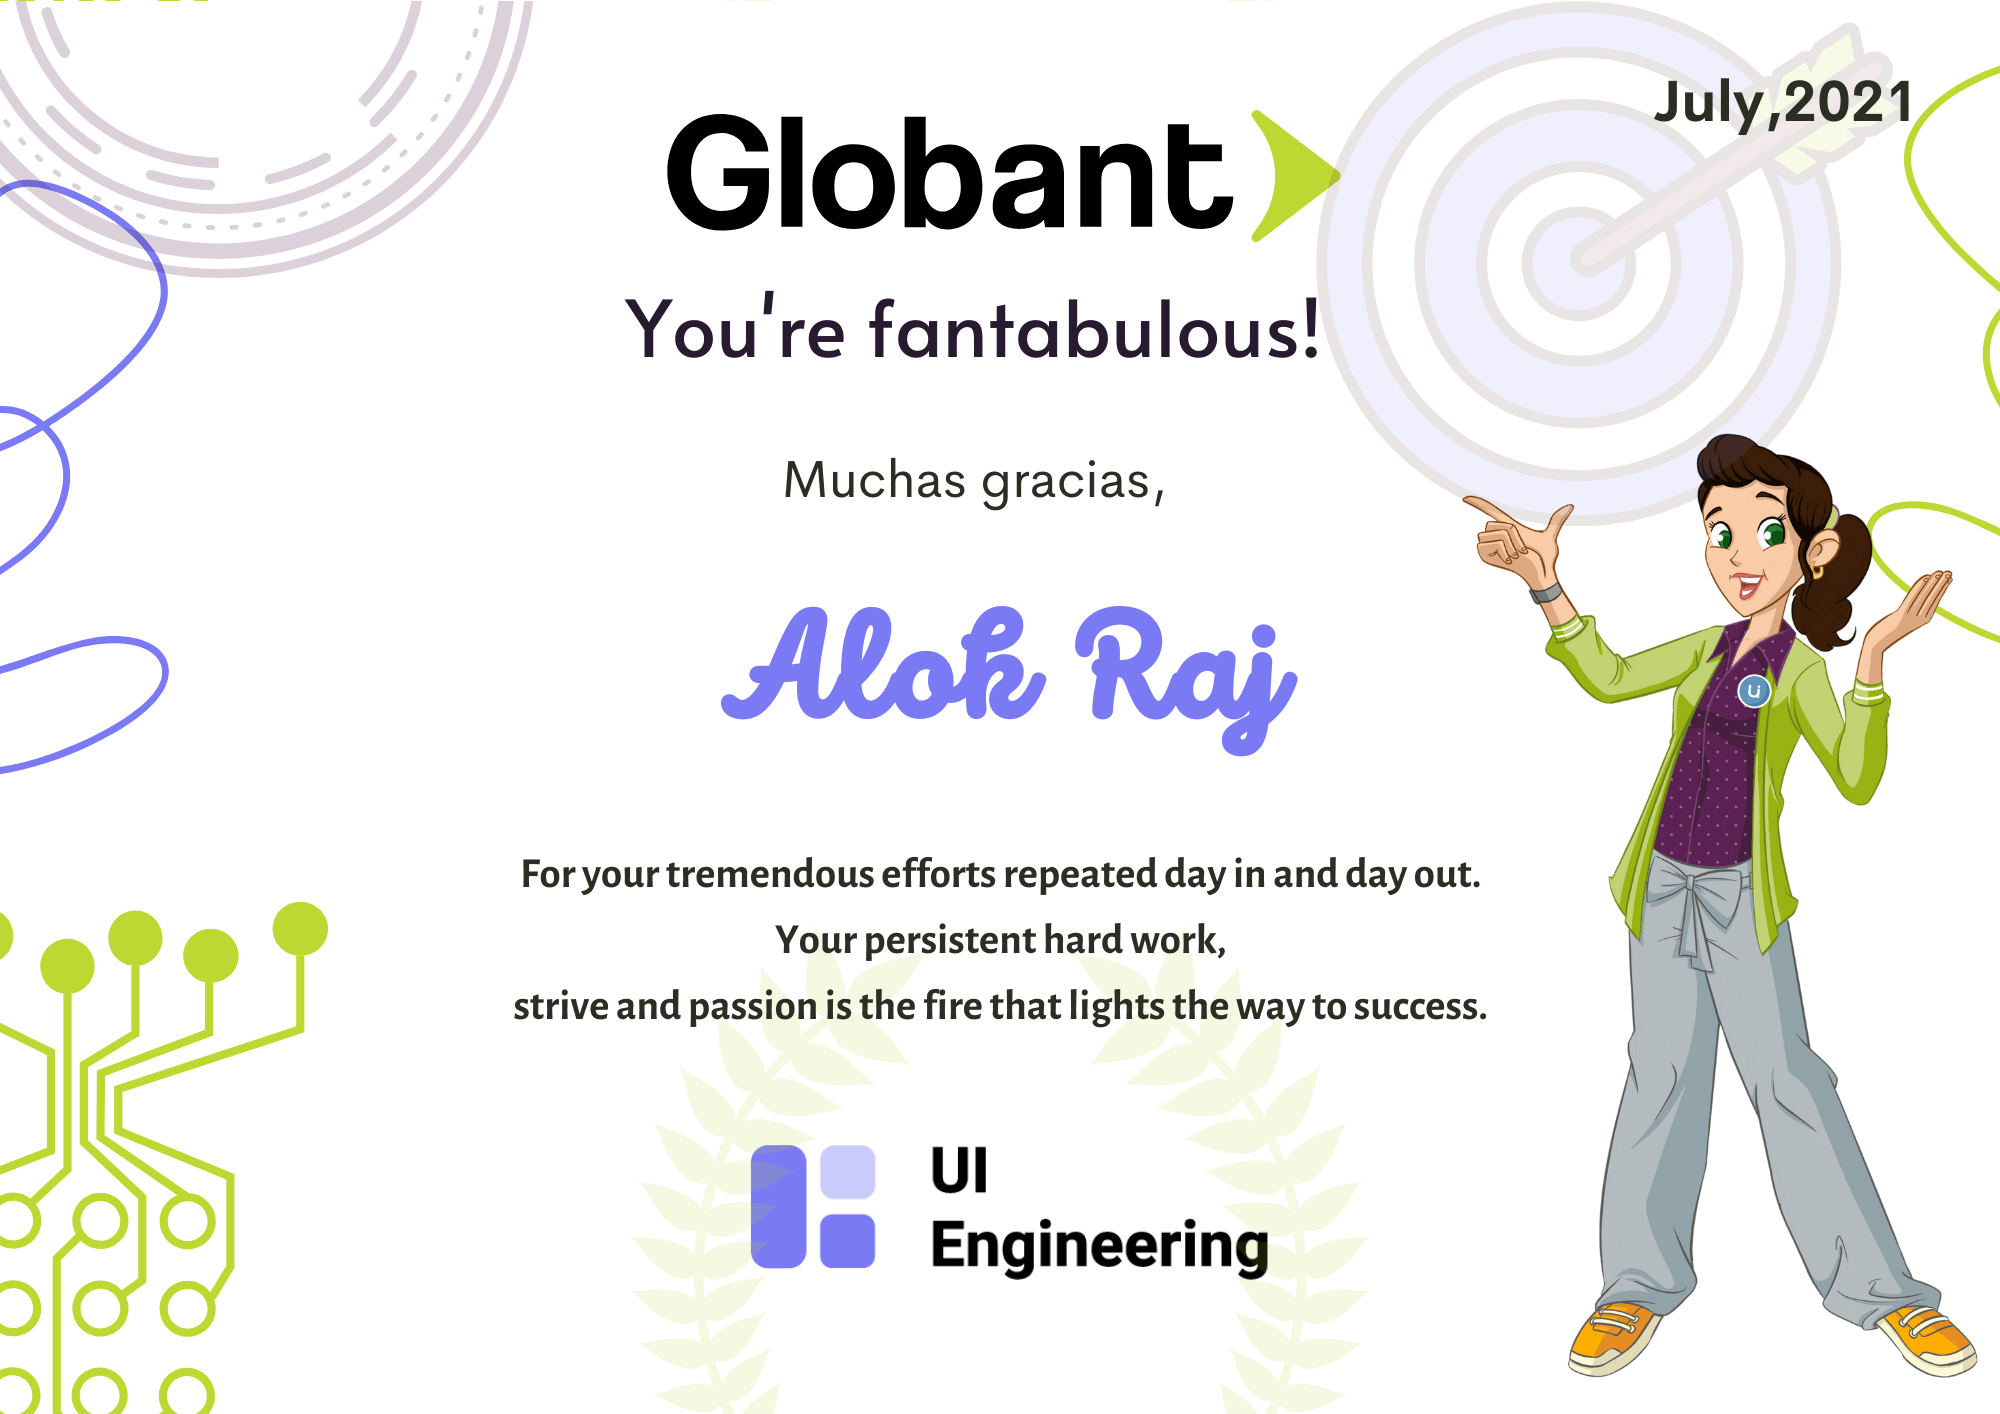 July,2021
Globant
You're fantabulous!
Muchas gracias,
Alok Raj
u
For your tremendous efforts repeated day in and day out.
Your persistent hard work,
strive and passion is the fire that lights the way to success.
UI
Engineering